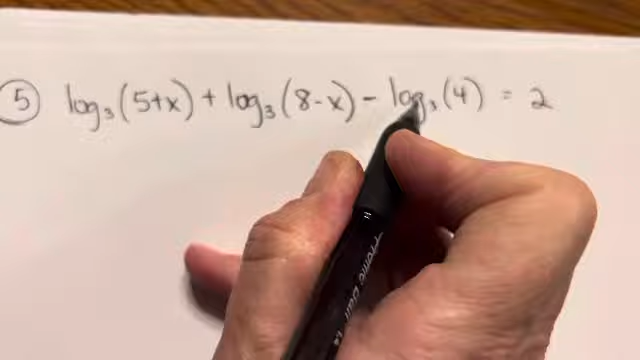 5 log₃(5+x) + log₃(8-x) - log₃(4) = 2